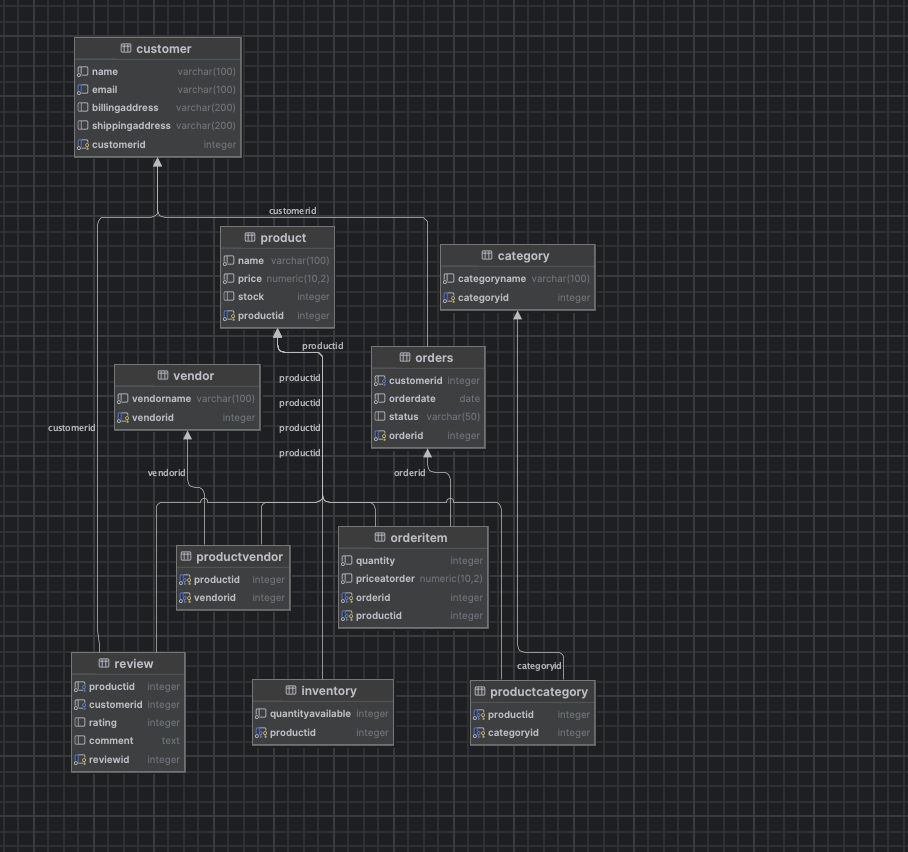 customer
name varchar(100)
email varchar(100)
billingaddress varchar(200)
shippingaddress varchar(200)
customerid integer
customerid
product
name varchar(100)
price numeric(10,2)
stock integer
productid integer
category
categoryname varchar(100)
categoryid integer
productid
orders
customerid integer
orderdate date
status varchar(50)
orderid integer
vendor
vendorname varchar(100)
vendorid integer
productid
productid
productid
productid
customerid
vendorid
orderid
orderitem
quantity integer
priceatorder numeric(10,2)
orderid integer
productid integer
productvendor
productid integer
vendorid integer
review
productid integer
customerid integer
rating integer
comment text
reviewid integer
categoryid
inventory
quantityavailable integer
productid integer
productcategory
productid integer
categoryid integer